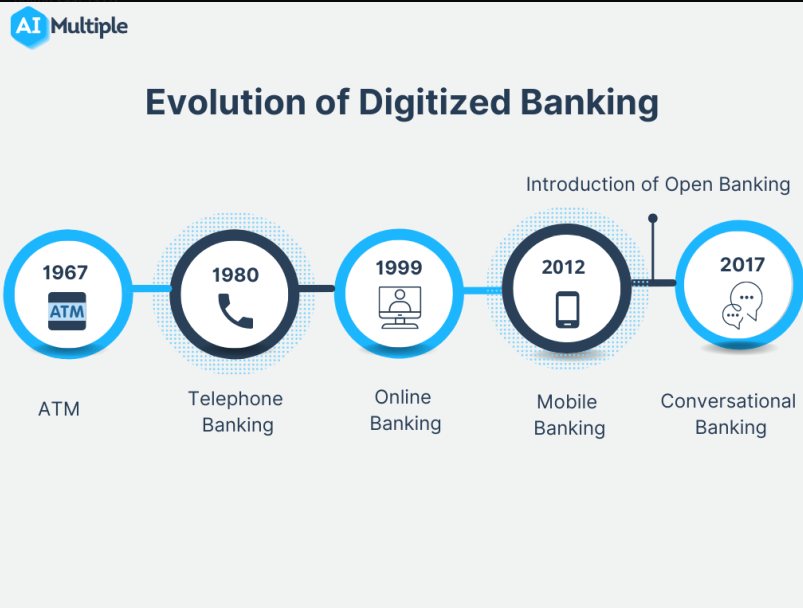 AI Multiple
Evolution of Digitized Banking
Introduction of Open Banking
1967
ATM
1980
1999
2012
2017
ATM
Telephone
Banking
Online
Banking
Mobile
Banking
Conversational
Banking